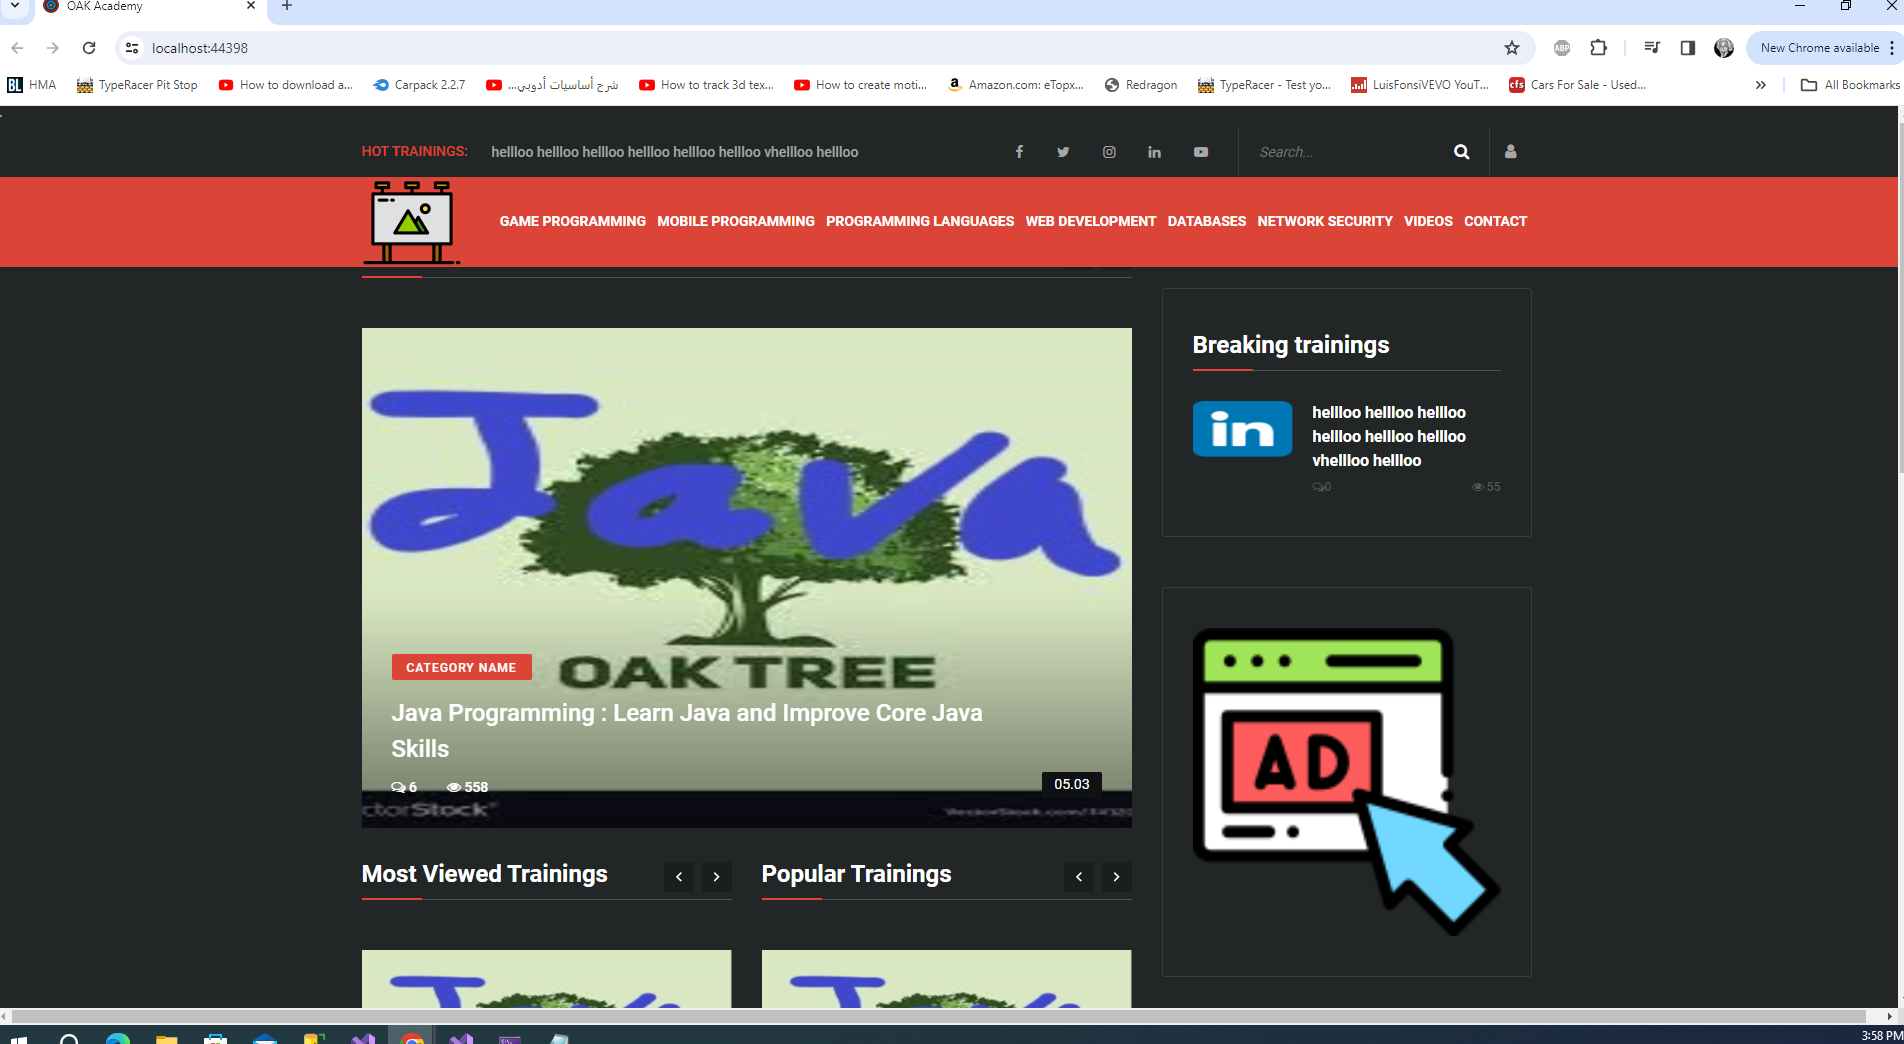 OAK Academy
localhost:44398
ABP
New Chrome available
BL HMA
TypeRacer Pit Stop
How to download a...
Carpack 2.2.7
شرح أساسيات أدوبي...
How to track 3d tex...
How to create moti...
Amazon.com: eTopx...
Redragon
TypeRacer - Test yo...
LuisFonsiVEVO YouT...
cfs Cars For Sale - Used...
All Bookmarks
HOT TRAININGS: hellloo hellloo hellloo hellloo hellloo hellloo vhellloo hellloo
Search...
GAME PROGRAMMING MOBILE PROGRAMMING PROGRAMMING LANGUAGES WEB DEVELOPMENT DATABASES NETWORK SECURITY VIDEOS CONTACT
Java
OAK TREE
CATEGORY NAME
Java Programming : Learn Java and Improve Core Java
Skills
6 558
05.03
ctorStock
Breaking trainings
in
hellloo hellloo hellloo
hellloo hellloo hellloo
vhellloo hellloo
0 55
AD
Most Viewed Trainings
Popular Trainings
3:58 PM